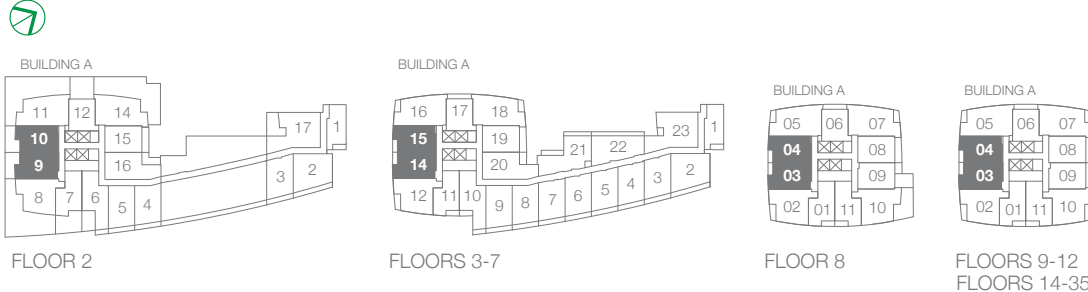 BUILDING A
11 12 14
10 15 17 1
9 16
8 7 6 5 4 3 2
FLOOR 2
BUILDING A
16 17 18
15 19 23 1
14 20 21 22
12 11 10 9 8 7 6 5 4 3 2
FLOORS 3-7
BUILDING A
05 06 07
04 08
03 09
02 01 11 10
FLOOR 8
BUILDING A
05 06 07
04 08
03 09
02 01 11 10
FLOORS 9-12
FLOORS 14-35